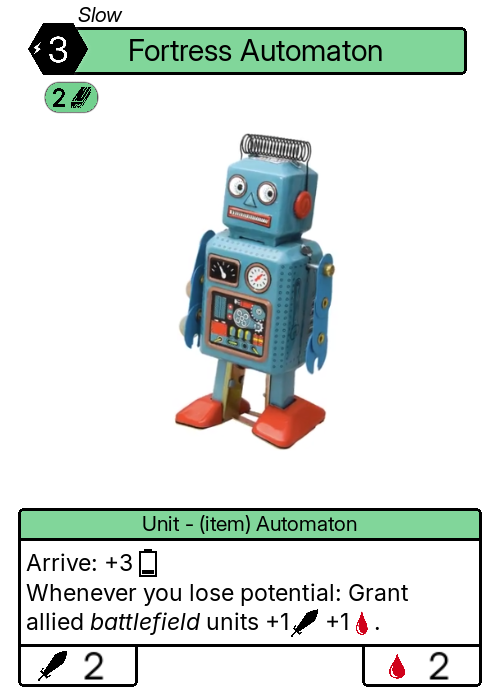 Slow
3
Fortress Automaton
2
Unit - (item) Automaton
Arrive: +3
Whenever you lose potential: Grant
allied battlefield units +1 +1 .
2
2